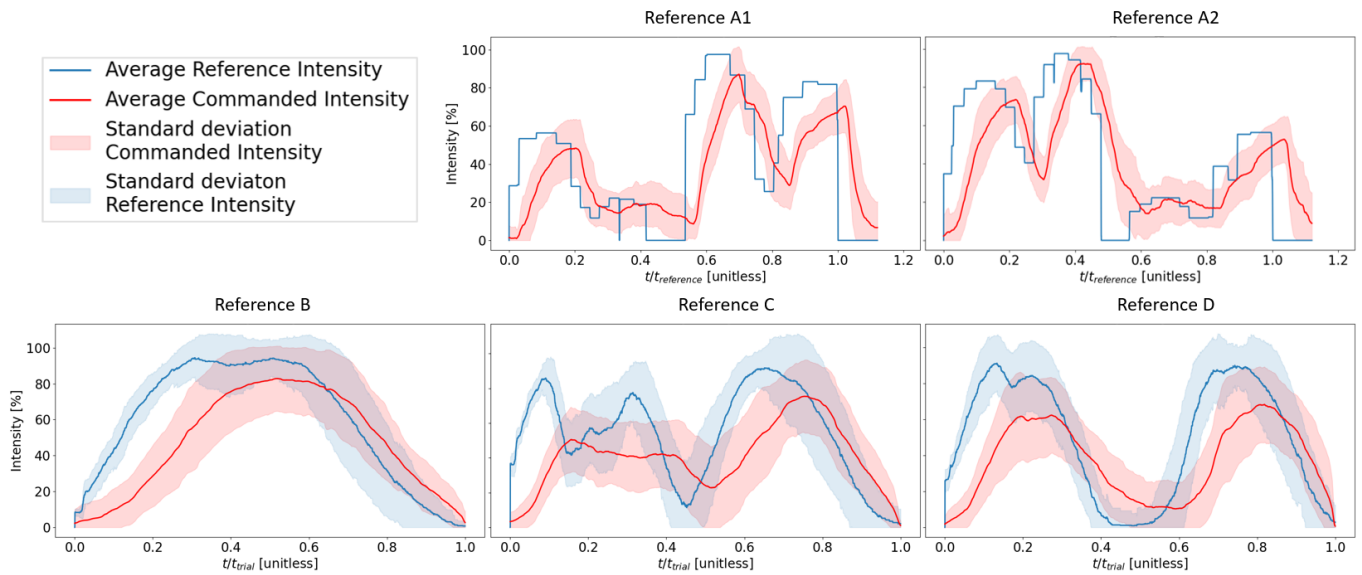 Average Reference Intensity
Average Commanded Intensity
Standard deviation
Commanded Intensity
Standard deviaton
Reference Intensity
Reference A1
Intensity [%]
100
80
60
40
20
0
0.0 0.2 0.4 0.6 0.8 1.0 1.2
t/t_reference [unitless]
Reference A2
0.0 0.2 0.4 0.6 0.8 1.0 1.2
t/t_reference [unitless]
Reference B
Intensity [%]
100
80
60
40
20
0
0.0 0.2 0.4 0.6 0.8 1.0
t/t_trial [unitless]
Reference C
0.0 0.2 0.4 0.6 0.8 1.0
t/t_trial [unitless]
Reference D
0.0 0.2 0.4 0.6 0.8 1.0
t/t_trial [unitless]